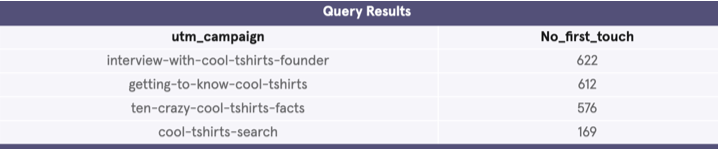 Query Results
utm_campaign No_first_touch
interview-with-cool-tshirts-founder 622
getting-to-know-cool-tshirts 612
ten-crazy-cool-tshirts-facts 576
cool-tshirts-search 169